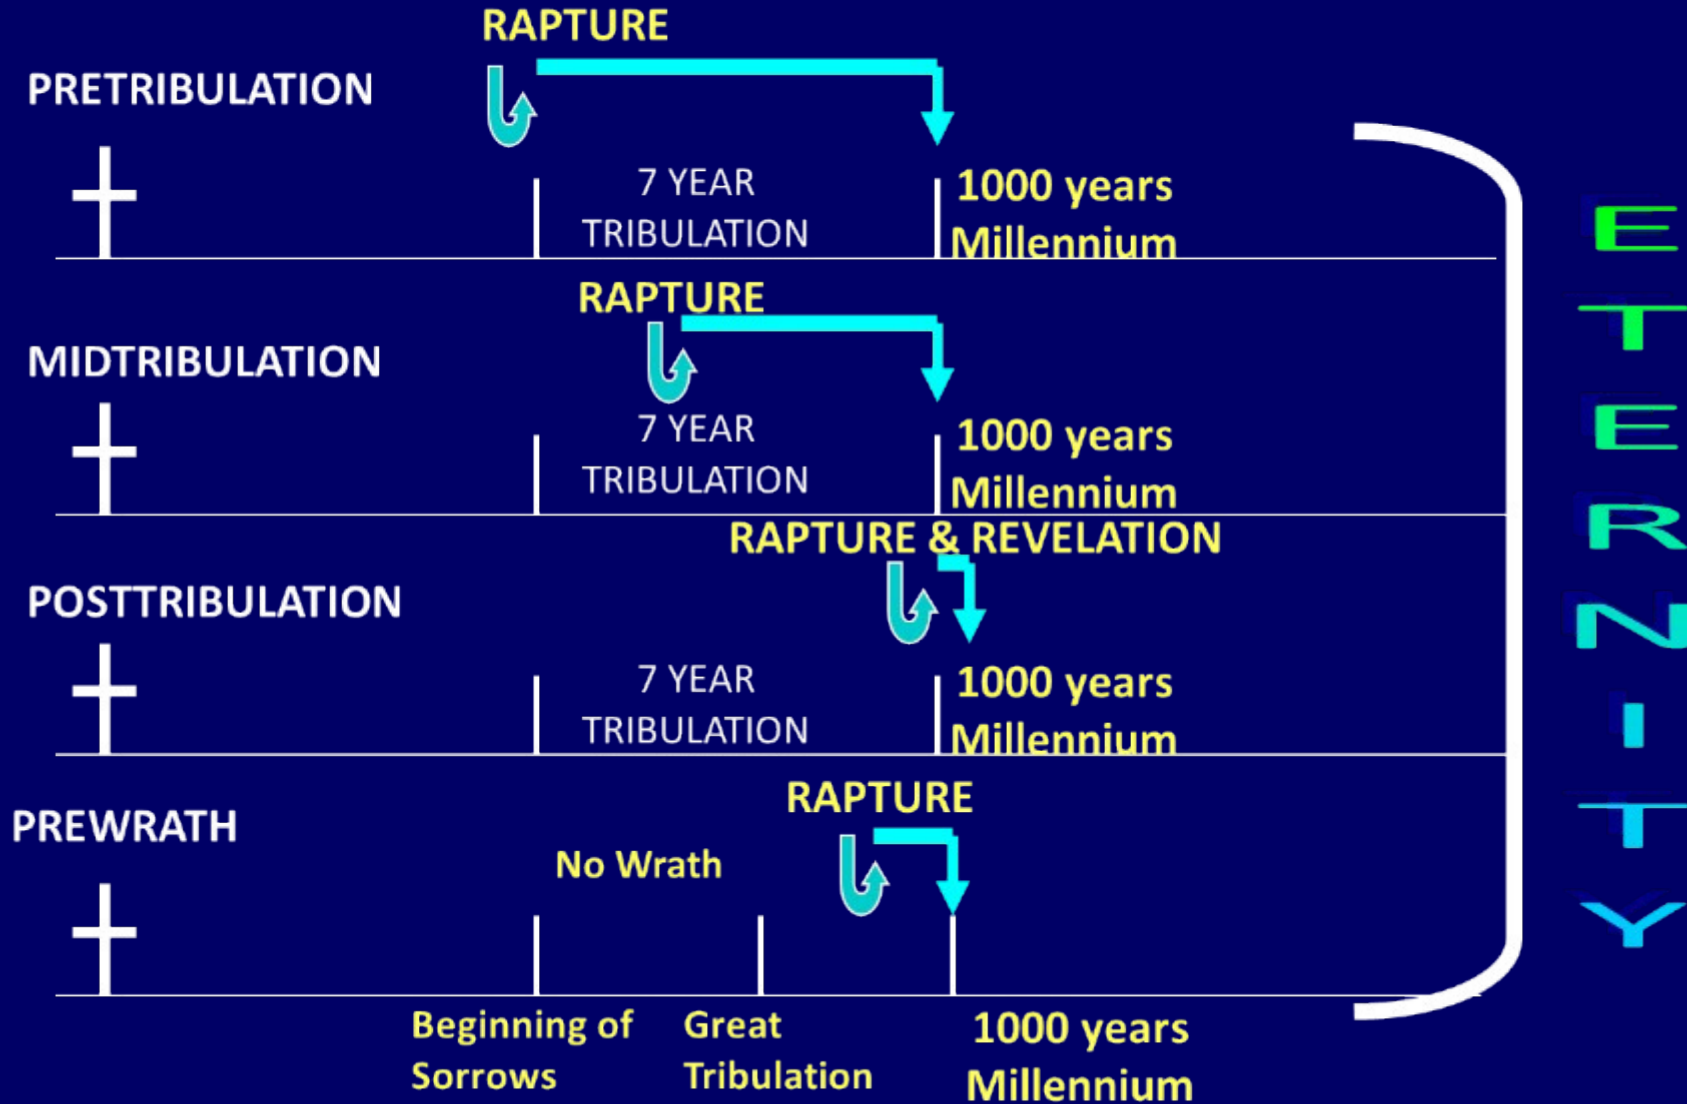 RAPTURE
PRETRIBULATION
7 YEAR
TRIBULATION
1000 years
Millennium
RAPTURE
MIDTRIBULATION
7 YEAR
TRIBULATION
1000 years
Millennium
RAPTURE & REVELATION
POSTTRIBULATION
7 YEAR
TRIBULATION
1000 years
Millennium
RAPTURE
PREWRATH
No Wrath
Beginning of
Sorrows
Great
Tribulation
1000 years
Millennium
ETERNITY